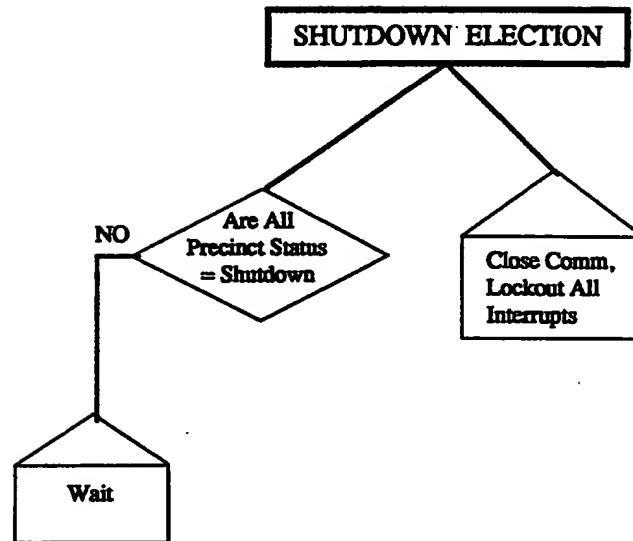 SHUTDOWN ELECTION
Are All
Precinct Status
= Shutdown
NO
Close Comm,
Lockout All
Interrupts
Wait